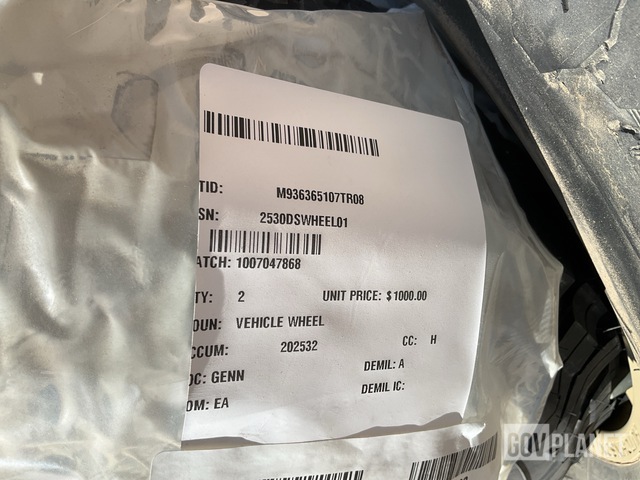 TID: M936365107TR08
SN: 2530DSWHEEL01
ATCH: 1007047868
TY: 2 UNIT PRICE: $1000.00
OUN: VEHICLE WHEEL
CCUM: 202532 CC: H
OC: GENN DEMIL: A
OM: EA DEMIL IC:
GOVPLANET